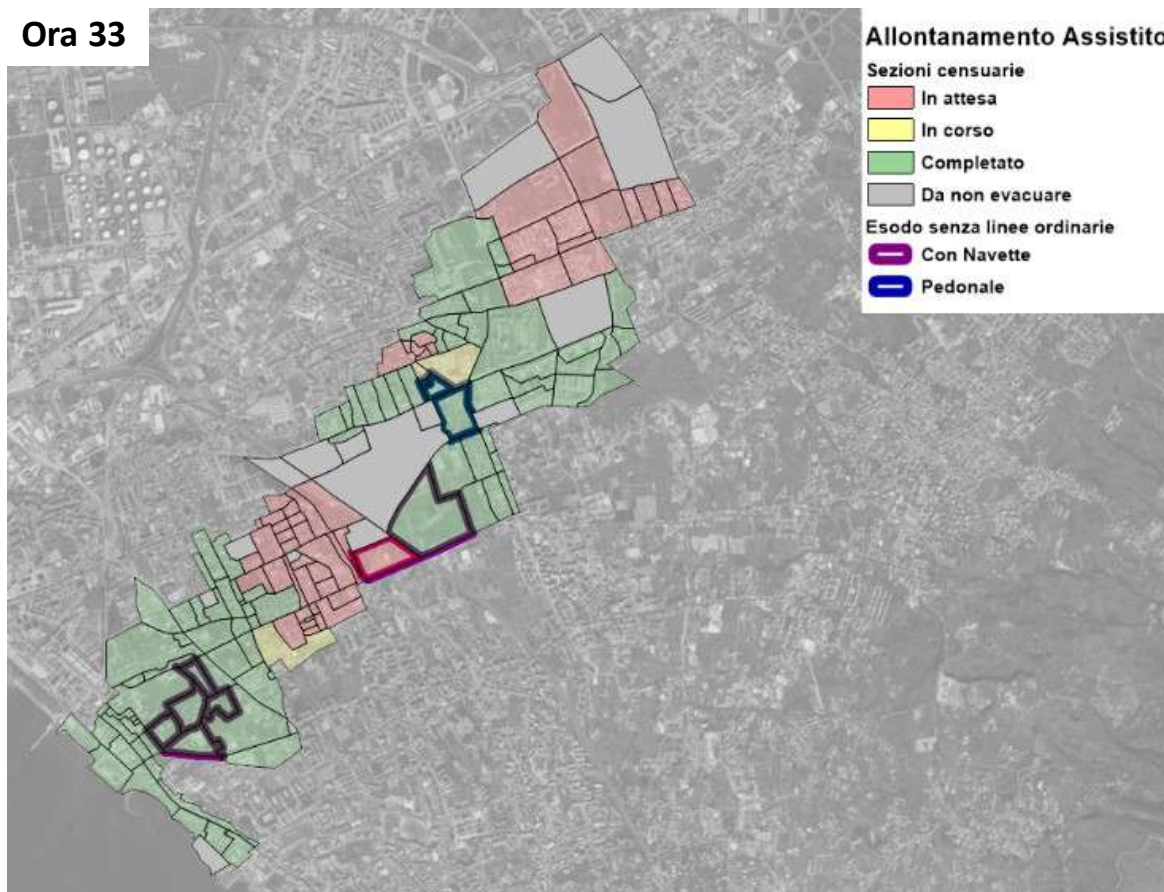 Ora 33
Allontanamento Assistito
Sezioni censuarie
In attesa
In corso
Completato
Da non evacuare
Esodo senza linee ordinarie
Con Navette
Pedonale